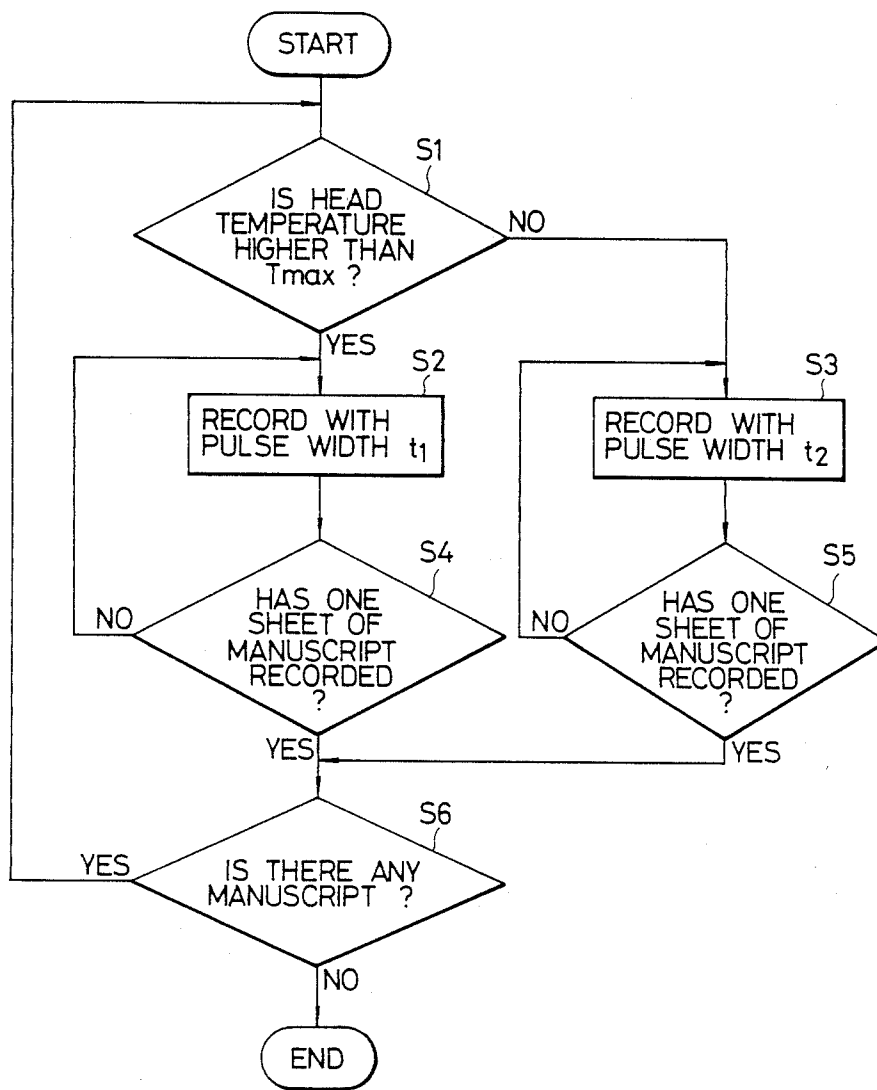 START
S1
IS HEAD
TEMPERATURE
HIGHER THAN
Tmax ?
NO
YES
S2
RECORD WITH
PULSE WIDTH t1
S3
RECORD WITH
PULSE WIDTH t2
S4
HAS ONE
SHEET OF
MANUSCRIPT
RECORDED
?
NO
YES
S5
HAS ONE
SHEET OF
MANUSCRIPT
RECORDED
?
NO
YES
S6
IS THERE ANY
MANUSCRIPT ?
YES
NO
END